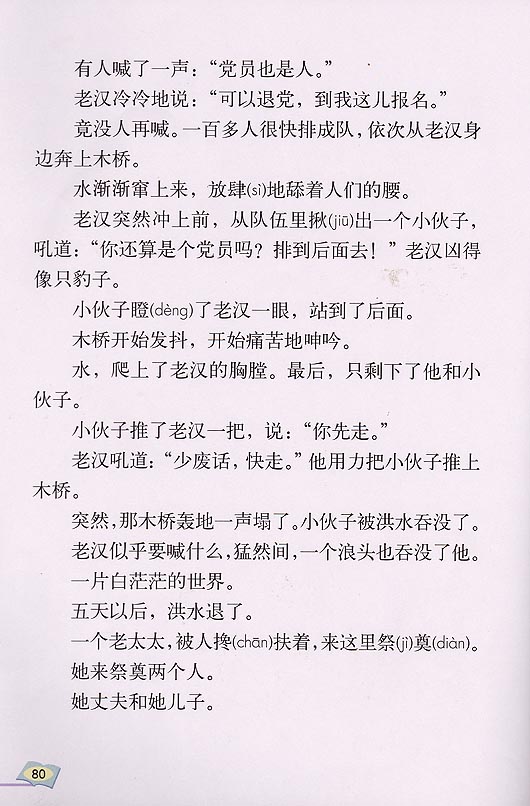 有人喊了一声：“党员也是人。”
老汉冷冷地说：“可以退党，到我这儿报名。”
竟没人再喊。一百多人很快排成队，依次从老汉身
边奔上木桥。
水渐渐窜上来，放肆(sì)地舔着人们的腰。
老汉突然冲上前，从队伍里揪(jiū)出一个小伙子，
吼道：“你还算是个党员吗？排到后面去！”老汉凶得
像只豹子。
小伙子瞪(dèng)了老汉一眼，站到了后面。
木桥开始发抖，开始痛苦地呻吟。
水，爬上了老汉的胸膛。最后，只剩下了他和小
伙子。
小伙子推了老汉一把，说：“你先走。”
老汉吼道：“少废话，快走。”他用力把小伙子推上
木桥。
突然，那木桥轰地一声塌了。小伙子被洪水吞没了。
老汉似乎要喊什么，猛然间，一个浪头也吞没了他。
一片白茫茫的世界。
五天以后，洪水退了。
一个老太太，被人搀(chān)扶着，来这里祭(jì)奠(diàn)。
她来祭奠两个人。
她丈夫和她儿子。
80